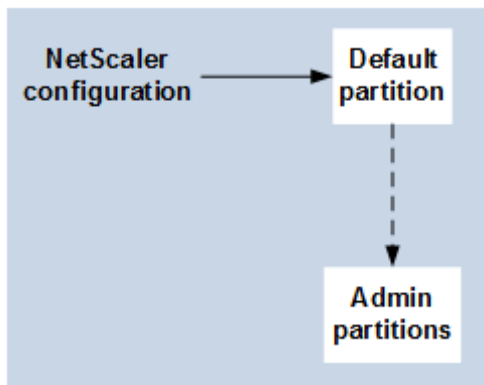 NetScaler
configuration
Default
partition
Admin
partitions